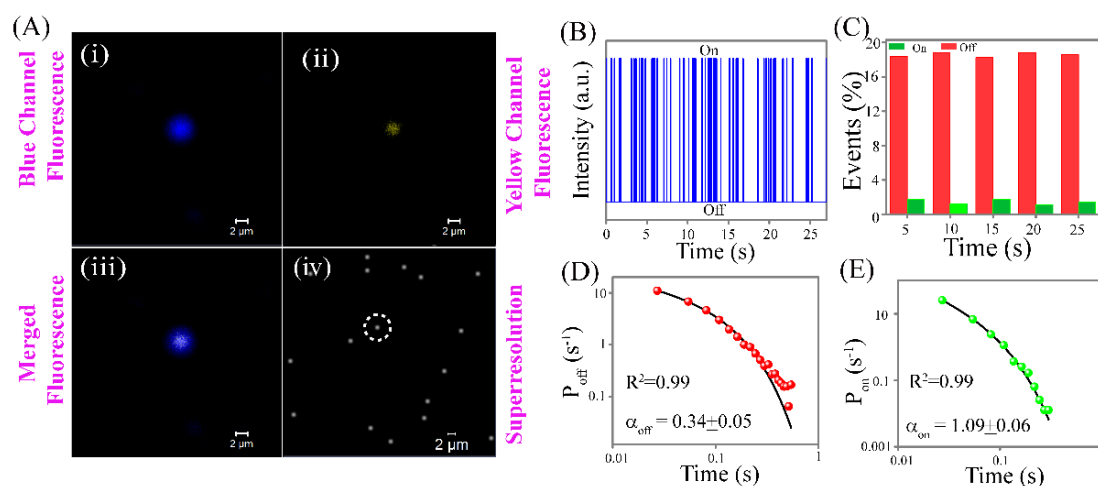 (A)
Blue Channel
Fluorescence
(i)
2 μm
(ii)
2 μm
Yellow Channel
Fluorescence
Merged
Fluorescence
(iii)
2 μm
(iv)
2 μm
Superresolution
(B)
Intensity (a.u.)
On
Off
0 5 10 15 20 25
Time (s)
(C)
Events (%)
On Off
20
16
12
8
4
0
5 10 15 20 25
Time (s)
(D)
P_off (s⁻¹)
10
1
0.1
R²=0.99
α_off = 0.34±0.05
0.01 0.1 1
Time (s)
(E)
P_on (s⁻¹)
10
0.1
0.001
R²=0.99
α_on = 1.09±0.06
0.01 0.1
Time (s)